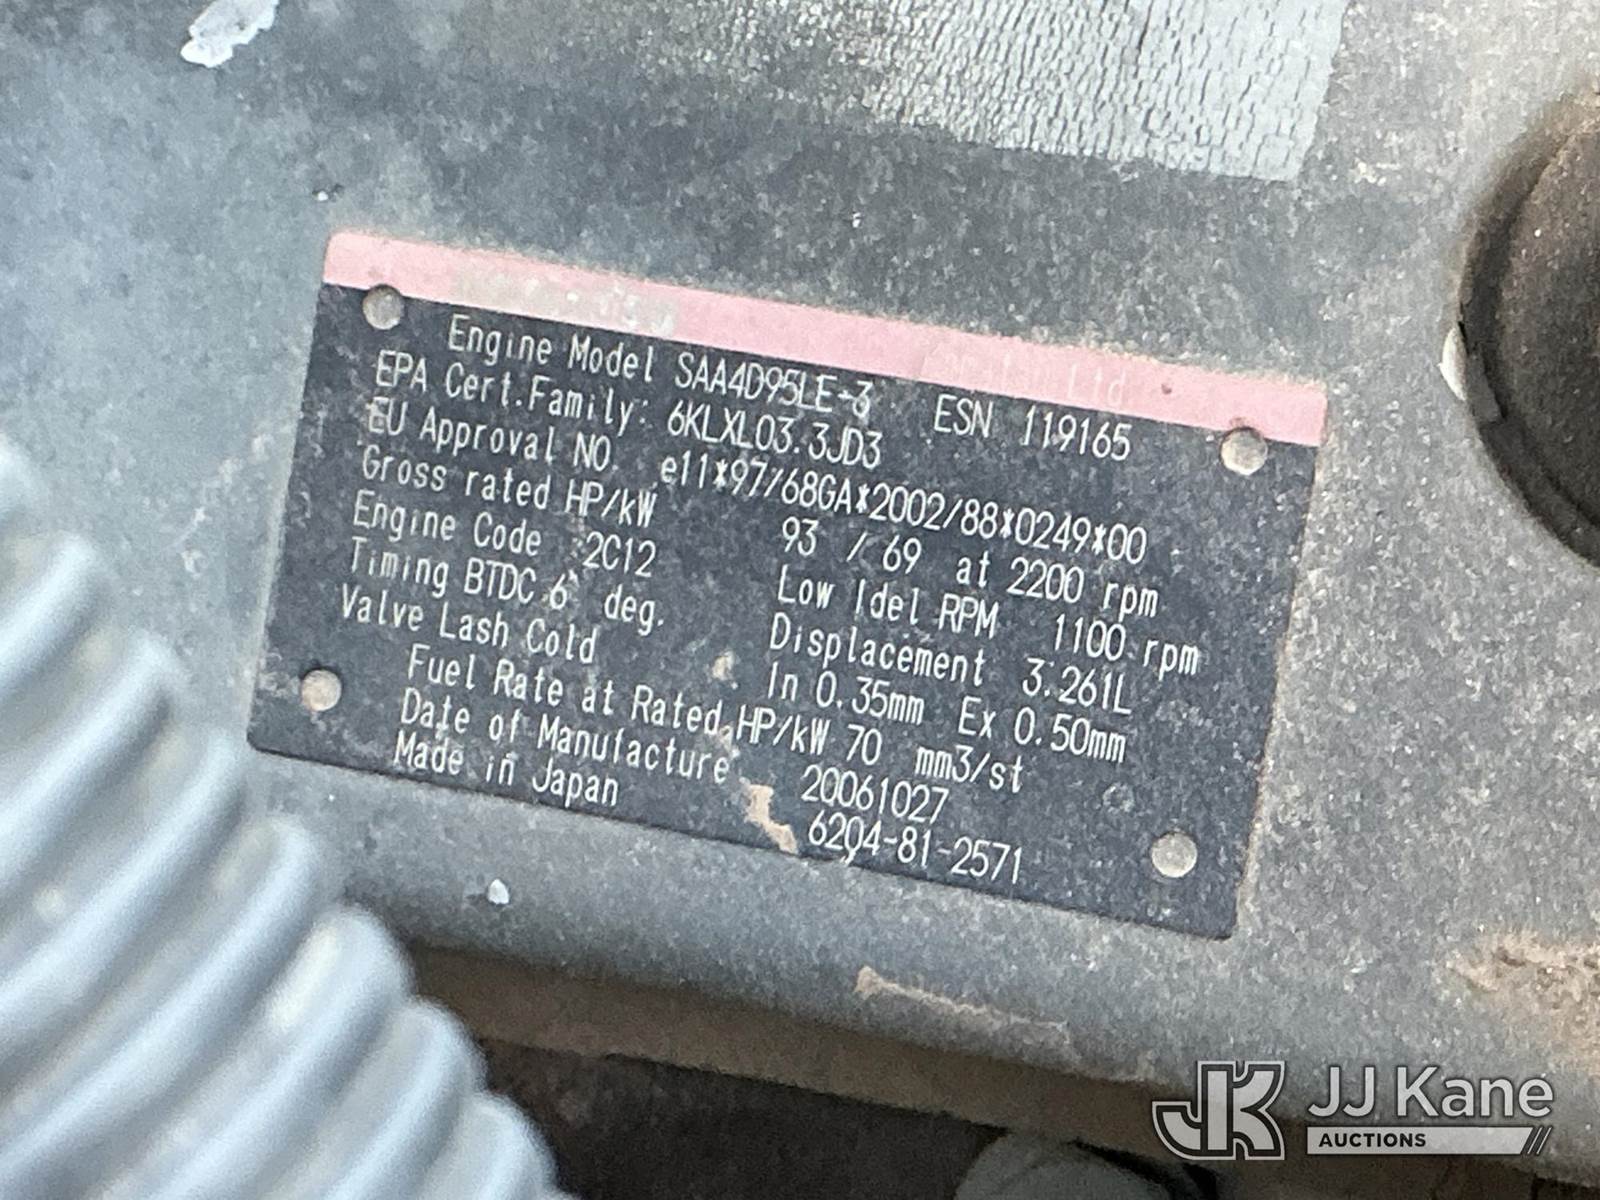 Ltd
Engine Model SAA4D95LE-3 ESN 119165
EPA Cert.Family: 6KLXL03.3JD3
EU Approval NO. e11*97/68GA*2002/88*0249*00
Gross rated HP/kW 93 / 69 at 2200 rpm
Engine Code 2C12 Low Idel RPM 1100 rpm
Timing BTDC 6 deg. Displacement 3.261L
Valve Lash Cold In 0.35mm Ex 0.50mm
Fuel Rate at Rated HP/kW 70 mm3/st
Date of Manufacture 20061027
Made in Japan 6204-81-2571
JK JJ Kane
AUCTIONS